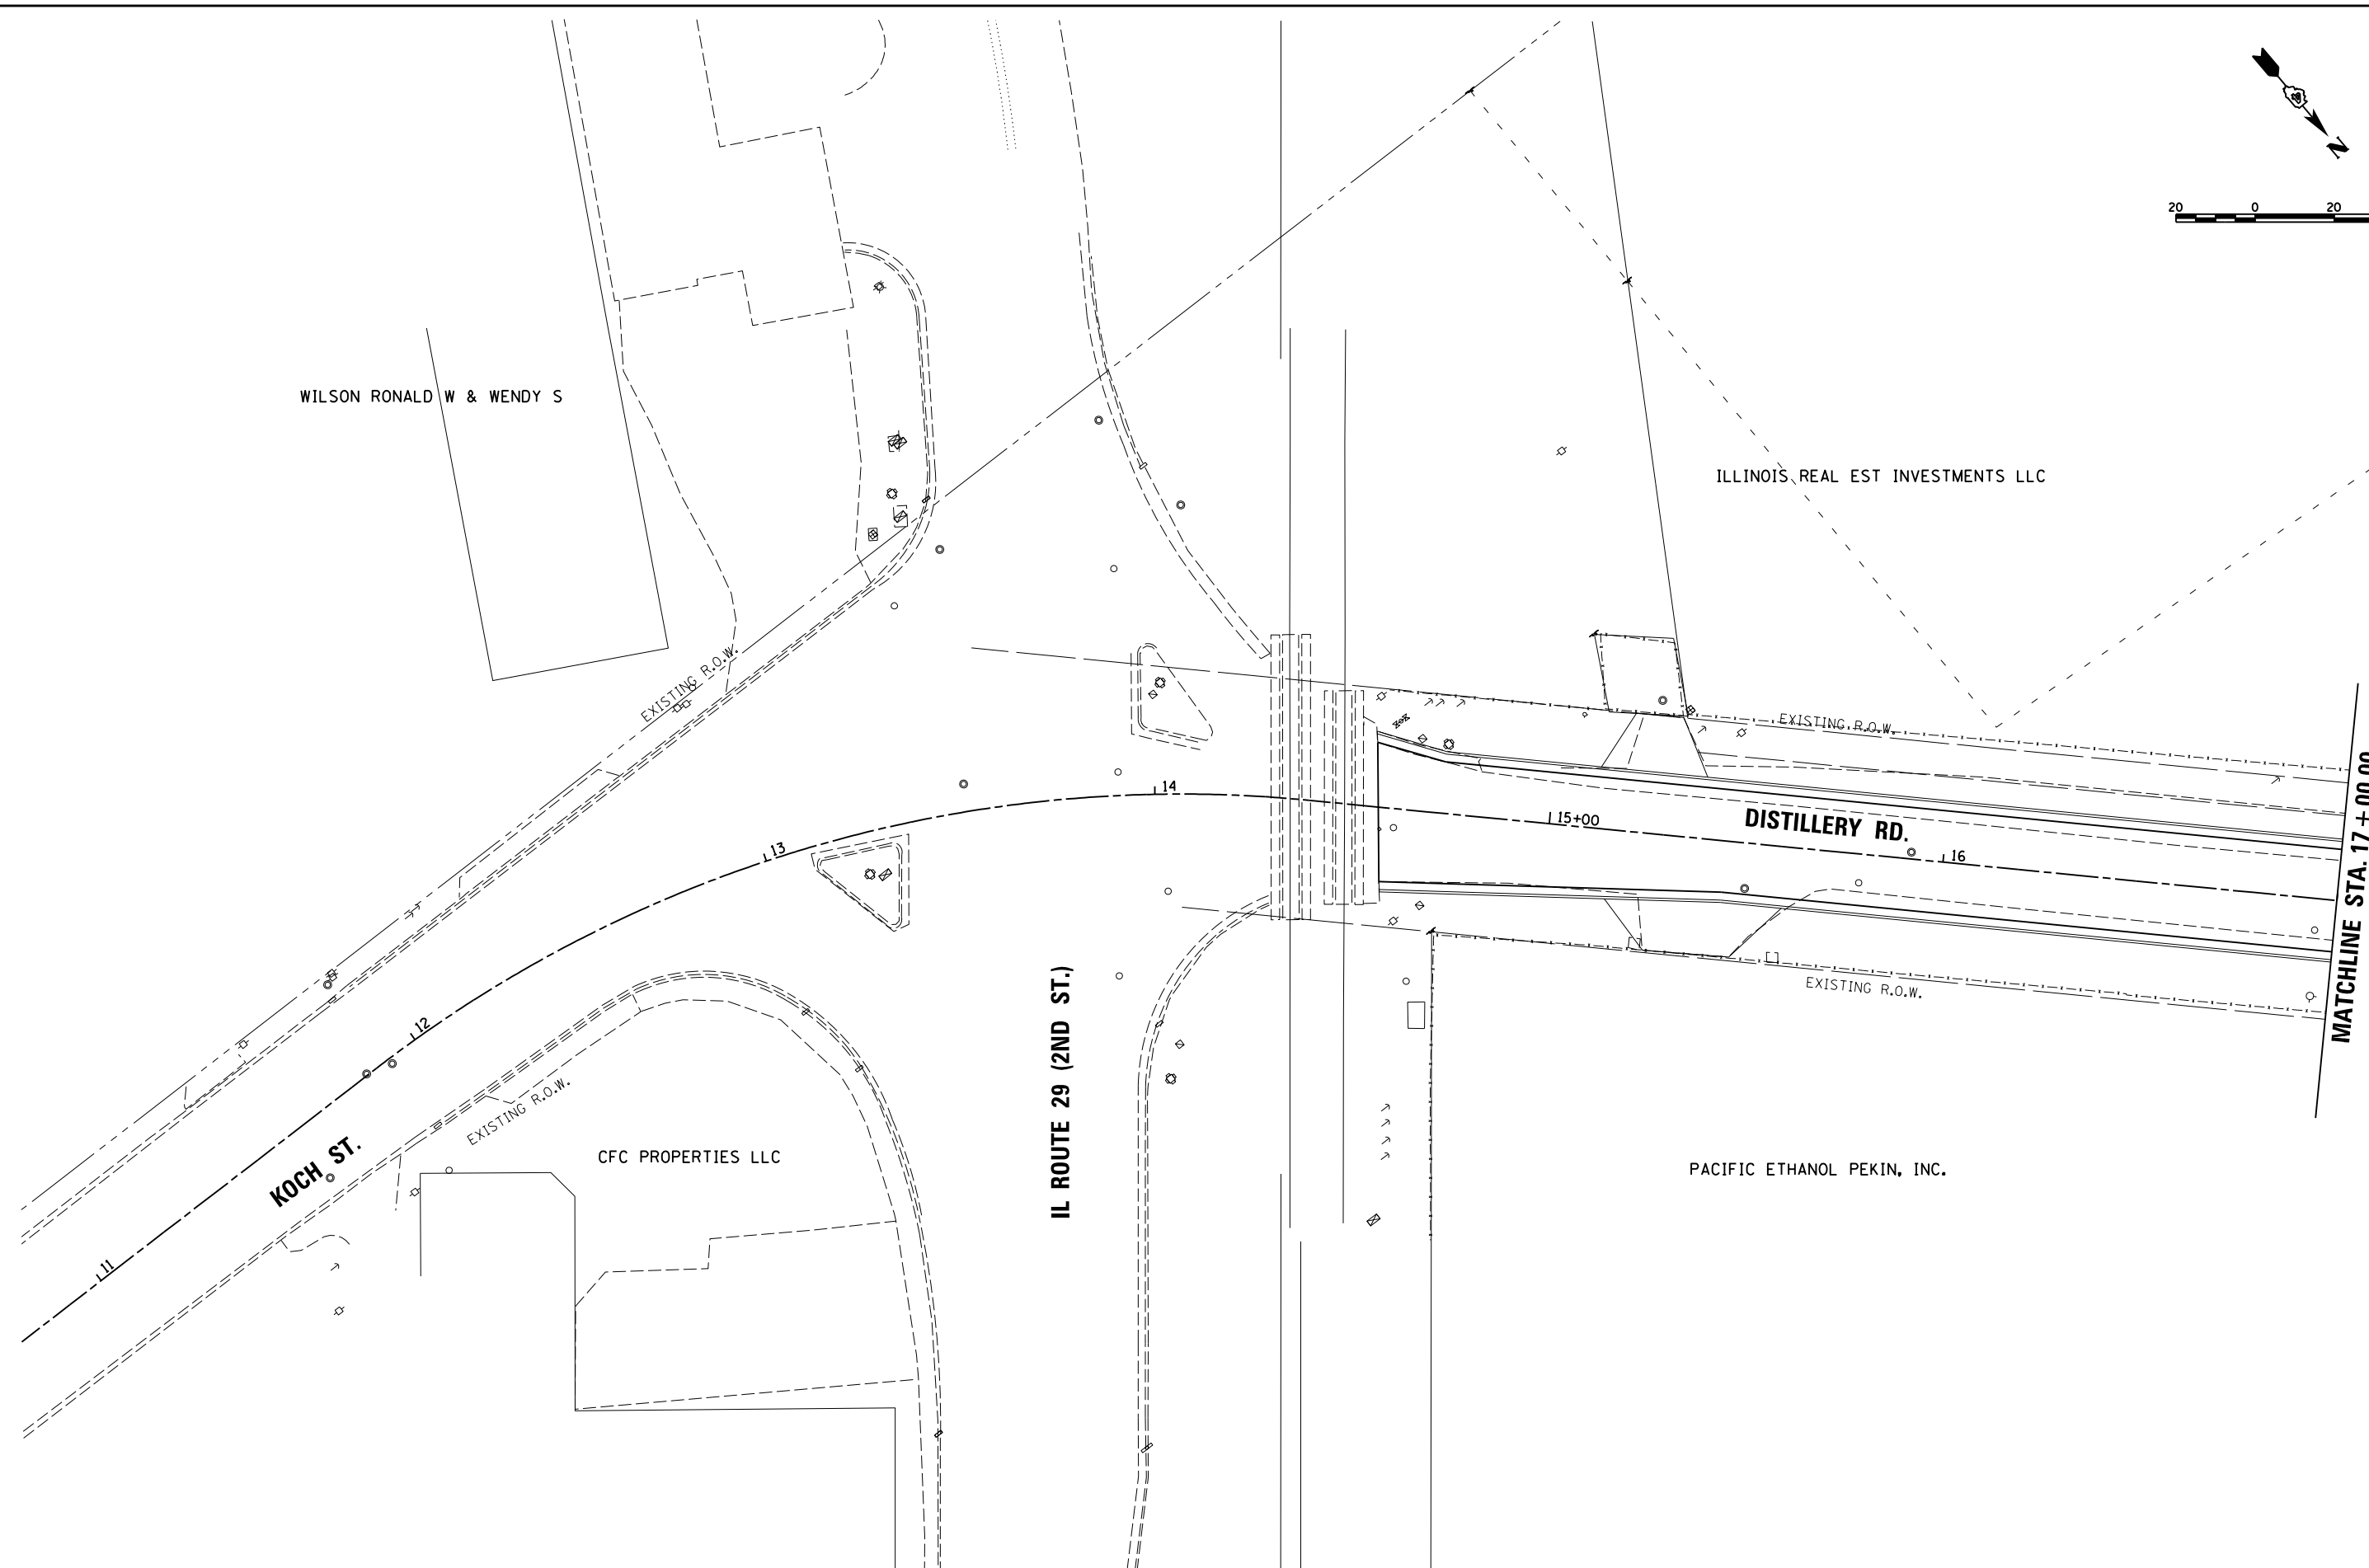 N
20 0 20
WILSON RONALD W & WENDY S
ILLINOIS REAL EST INVESTMENTS LLC
EXISTING R.O.W.
EXISTING R.O.W.
14
15+00
DISTILLERY RD.
16
13
MATCHLINE STA. 17+00.00
EXISTING R.O.W.
12
IL ROUTE 29 (2ND ST.)
EXISTING R.O.W.
KOCH ST.
CFC PROPERTIES LLC
PACIFIC ETHANOL PEKIN, INC.
11